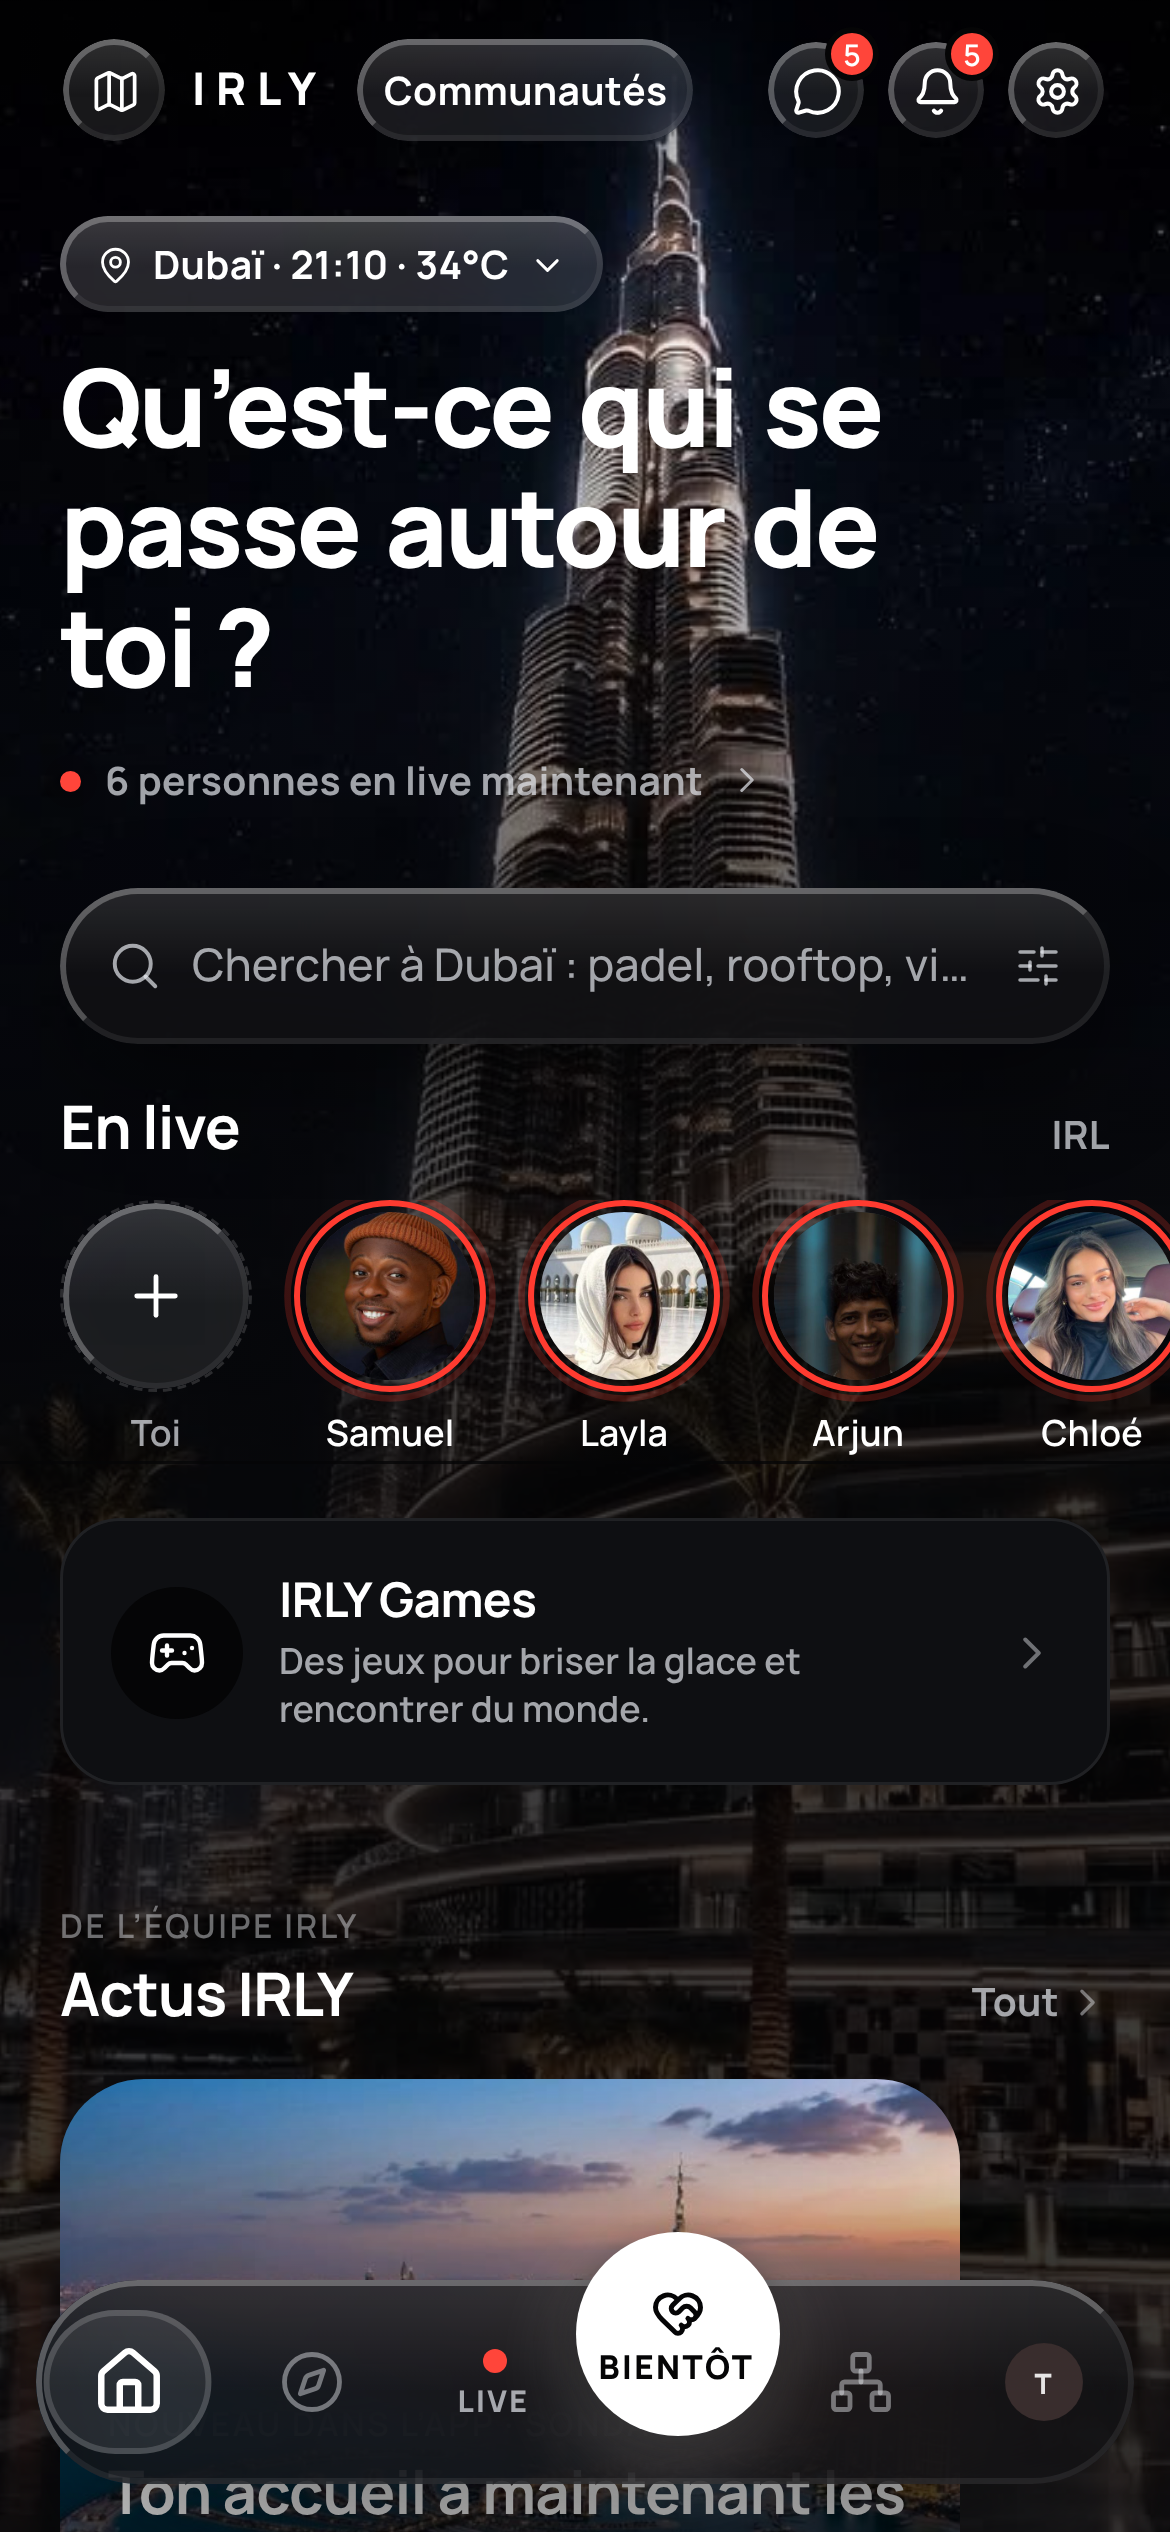 IRLY
Communautés
5
5
Dubaï · 21:10 · 34°C
Qu’est-ce qui se
passe autour de
toi ?
6 personnes en live maintenant
Chercher à Dubaï : padel, rooftop, vi...
En live
IRL
Toi
Samuel
Layla
Arjun
Chloé
IRLY Games
Des jeux pour briser la glace et
rencontrer du monde.
DE L’ÉQUIPE IRLY
Actus IRLY
Tout
LIVE
BIENTÔT
T
NOUVEAU DANS
Ton accueil a maintenant les